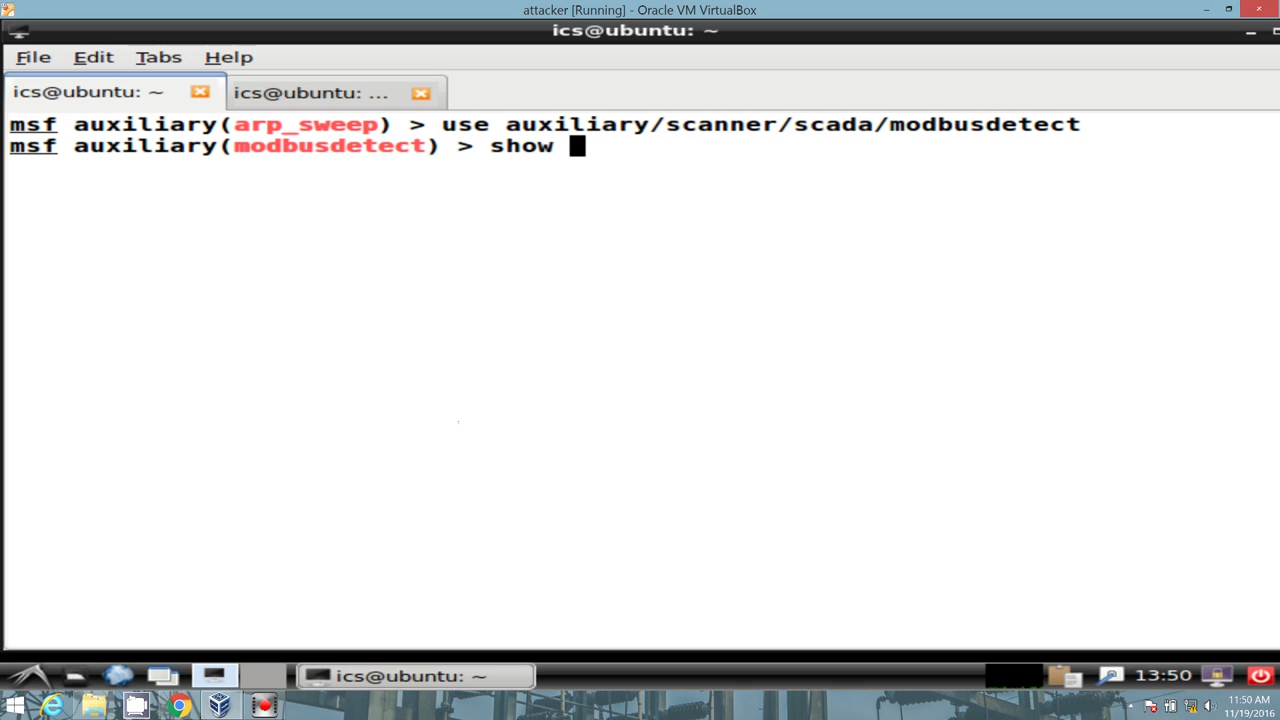 attacker [Running] - Oracle VM VirtualBox
ics@ubuntu: ~
File Edit Tabs Help
ics@ubuntu: ~ ics@ubuntu: ...
msf auxiliary(arp_sweep) > use auxiliary/scanner/scada/modbusdetect
msf auxiliary(modbusdetect) > show
ics@ubuntu: ~ 13:50
11:50 AM
11/19/2016